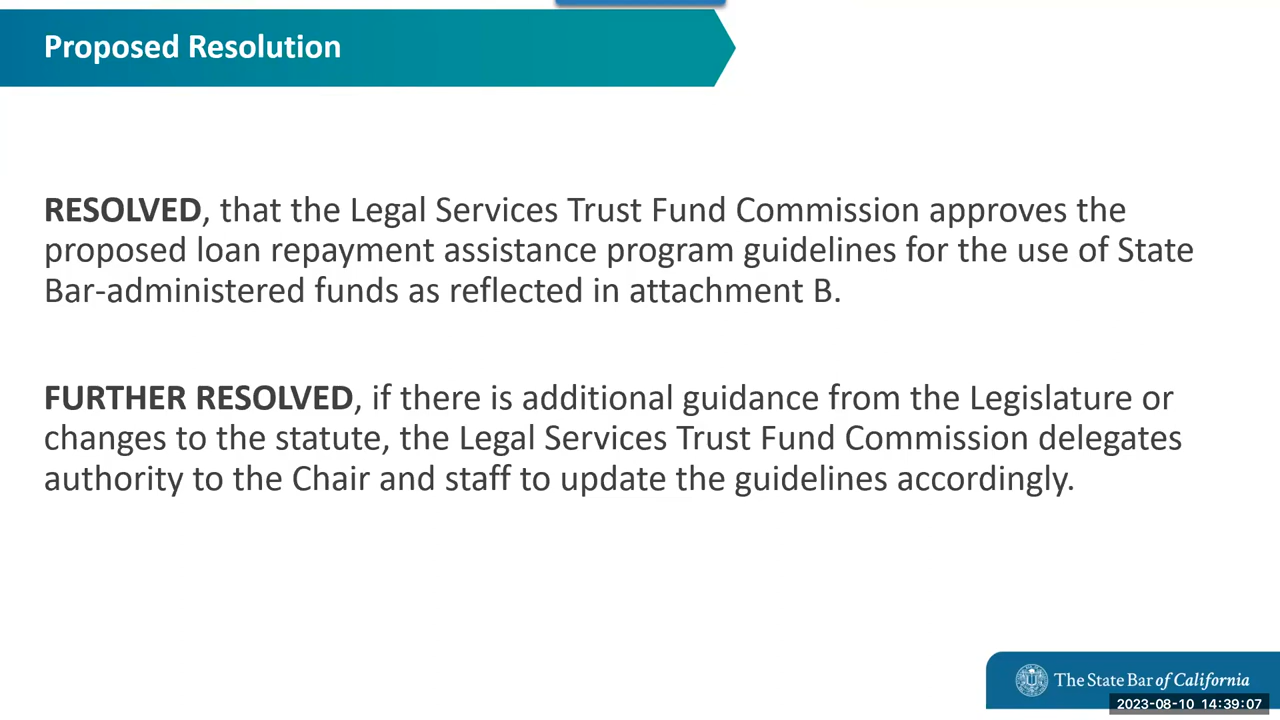 Proposed Resolution
RESOLVED, that the Legal Services Trust Fund Commission approves the
proposed loan repayment assistance program guidelines for the use of State
Bar-administered funds as reflected in attachment B.
FURTHER RESOLVED, if there is additional guidance from the Legislature or
changes to the statute, the Legal Services Trust Fund Commission delegates
authority to the Chair and staff to update the guidelines accordingly.
The State Bar of California
2023-08-10 14:39:07